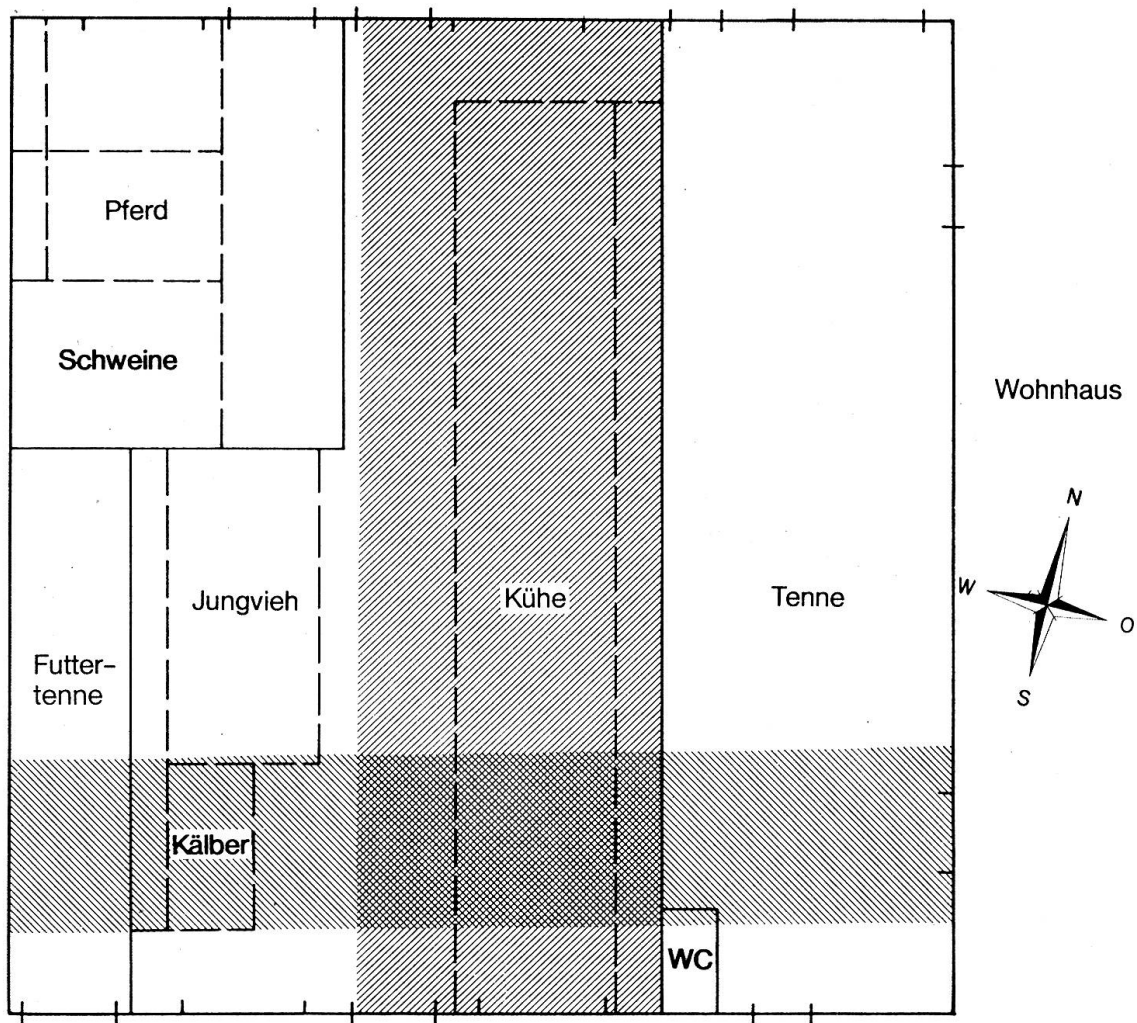 Pferd
Schweine
Wohnhaus
N
W
O
S
Jungvieh
Kühe
Tenne
Futter-
tenne
Kälber
WC